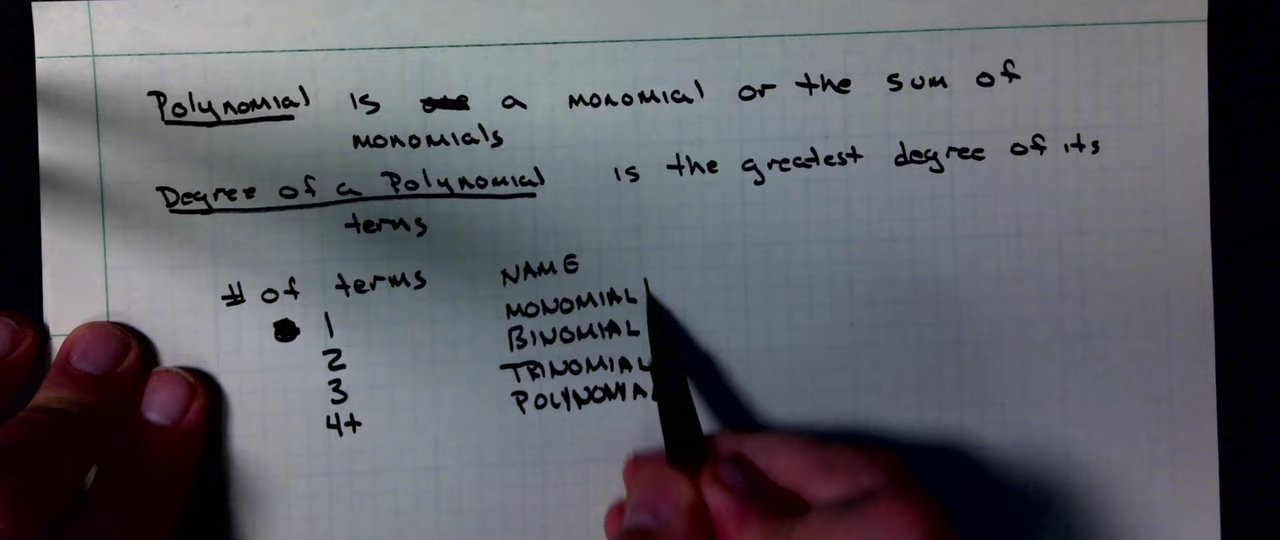 Polynomial is a monomial or the sum of
monomials
Degree of a Polynomial is the greatest degree of its
terms
# of terms NAME
1 MONOMIAL
2 BINOMIAL
3 TRINOMIAL
4+ POLYNOMIAL